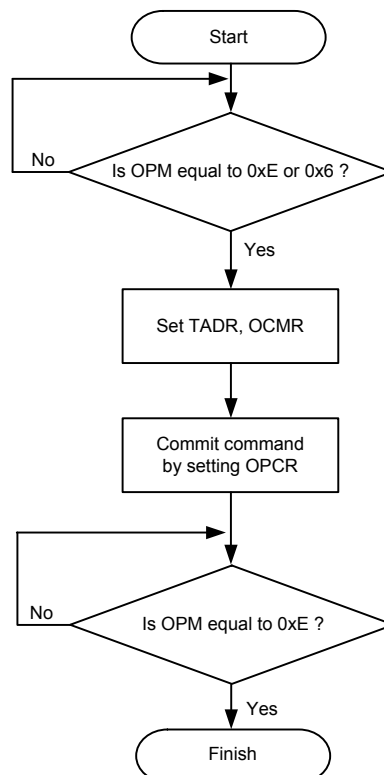 Start
Is OPM equal to 0xE or 0x6 ?
No
Yes
Set TADR, OCMR
Commit command
by setting OPCR
Is OPM equal to 0xE ?
No
Yes
Finish